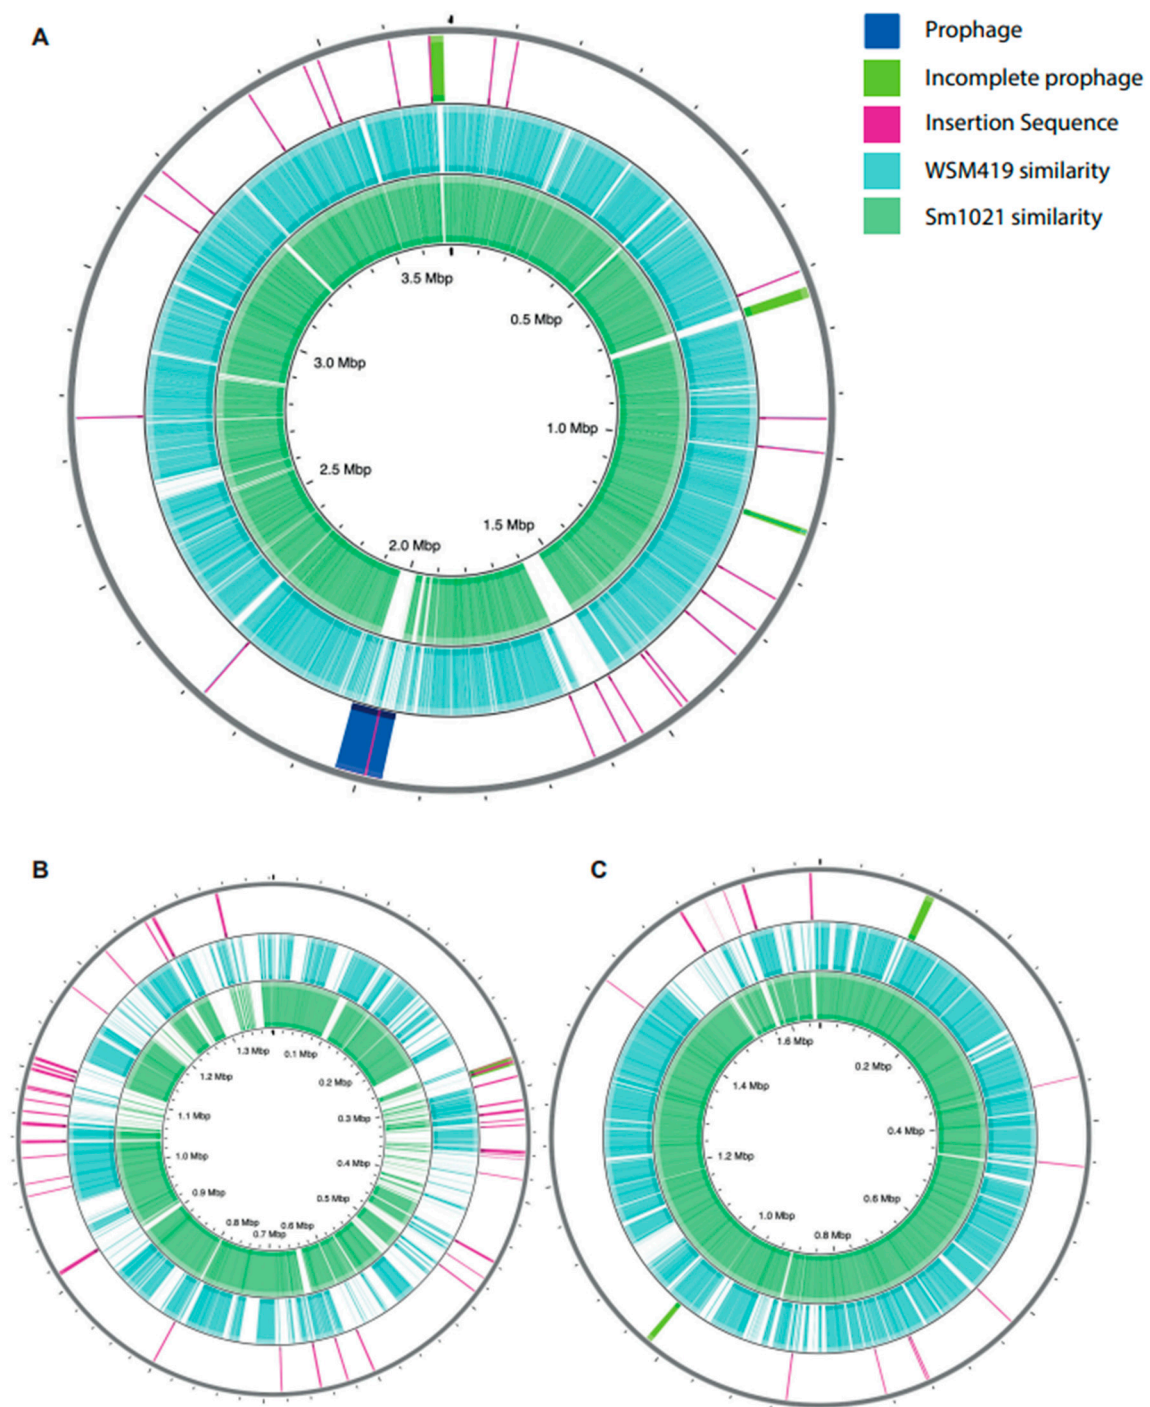 A
Prophage
Incomplete prophage
Insertion Sequence
WSM419 similarity
Sm1021 similarity
3.5 Mbp
0.5 Mbp
3.0 Mbp
1.0 Mbp
2.5 Mbp
1.5 Mbp
2.0 Mbp
B
1.3 Mbp
0.1 Mbp
1.2 Mbp
0.2 Mbp
1.1 Mbp
0.3 Mbp
1.0 Mbp
0.4 Mbp
0.9 Mbp
0.5 Mbp
0.8 Mbp
0.6 Mbp
0.7 Mbp
C
1.6 Mbp
0.2 Mbp
1.4 Mbp
0.4 Mbp
1.2 Mbp
0.6 Mbp
1.0 Mbp
0.8 Mbp